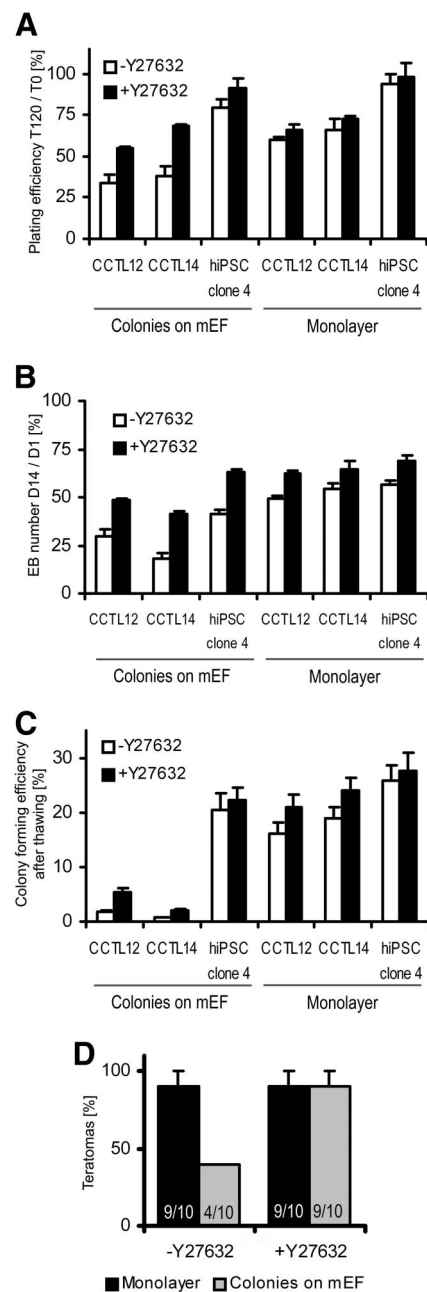 A
Plating efficiency T120 / T0 [%]
100
75
50
25
0
-Y27632
+Y27632
CCTL12 CCTL14 hiPSC clone 4 CCTL12 CCTL14 hiPSC clone 4
Colonies on mEF Monolayer
B
EB number D14 / D1 [%]
100
75
50
25
0
-Y27632
+Y27632
CCTL12 CCTL14 hiPSC clone 4 CCTL12 CCTL14 hiPSC clone 4
Colonies on mEF Monolayer
C
Colony forming efficiency
after thawing [%]
30
20
10
0
-Y27632
+Y27632
CCTL12 CCTL14 hiPSC clone 4 CCTL12 CCTL14 hiPSC clone 4
Colonies on mEF Monolayer
D
Teratomas [%]
100
50
0
9/10 4/10 9/10 9/10
-Y27632 +Y27632
Monolayer Colonies on mEF